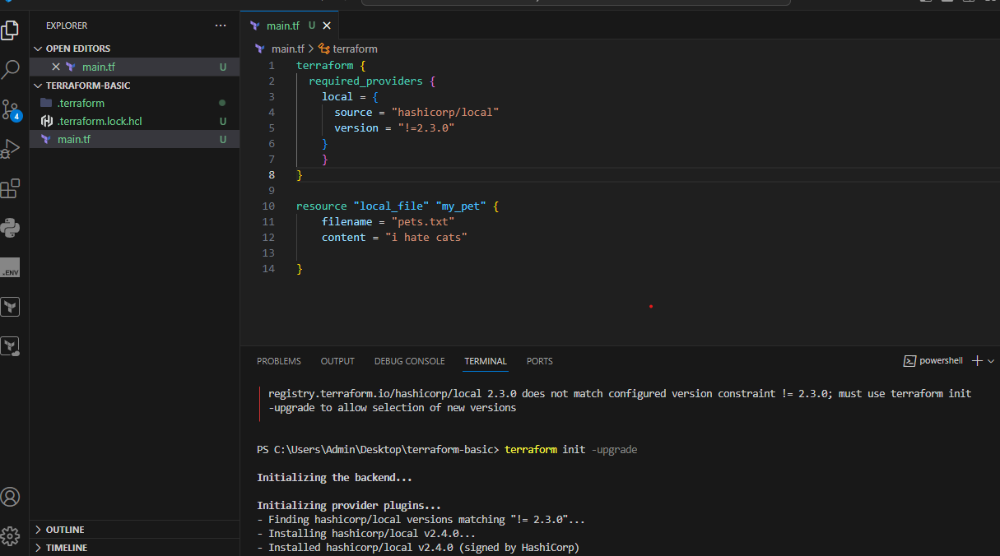 EXPLORER
...
OPEN EDITORS
main.tf U
TERRAFORM-BASIC
.terraform
.terraform.lock.hcl U
main.tf U
4
.ENV
OUTLINE
TIMELINE
main.tf U
main.tf > terraform
1 terraform {
2 required_providers {
3 local = {
4 source = "hashicorp/local"
5 version = "!=2.3.0"
6 }
7 }
8 }
9
10 resource "local_file" "my_pet" {
11 filename = "pets.txt"
12 content = "i hate cats"
13
14 }
PROBLEMS OUTPUT DEBUG CONSOLE TERMINAL PORTS
powershell
registry.terraform.io/hashicorp/local 2.3.0 does not match configured version constraint != 2.3.0; must use terraform init
-upgrade to allow selection of new versions
PS C:\Users\Admin\Desktop\terraform-basic> terraform init -upgrade
Initializing the backend...
Initializing provider plugins...
- Finding hashicorp/local versions matching "!= 2.3.0"...
- Installing hashicorp/local v2.4.0...
- Installed hashicorp/local v2.4.0 (signed by HashiCorp)